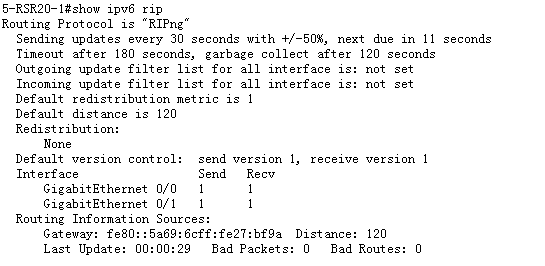 5-RSR20-1#show ipv6 rip
Routing Protocol is "RIPng"
  Sending updates every 30 seconds with +/-50%, next due in 11 seconds
  Timeout after 180 seconds, garbage collect after 120 seconds
  Outgoing update filter list for all interface is: not set
  Incoming update filter list for all interface is: not set
  Default redistribution metric is 1
  Default distance is 120
  Redistribution:
      None
  Default version control:  send version 1, receive version 1
  Interface               Send   Recv
      GigabitEthernet 0/0   1      1
      GigabitEthernet 0/1   1      1
  Routing Information Sources:
      Gateway: fe80::5a69:6cff:fe27:bf9a  Distance: 120
      Last Update: 00:00:29   Bad Packets: 0   Bad Routes: 0